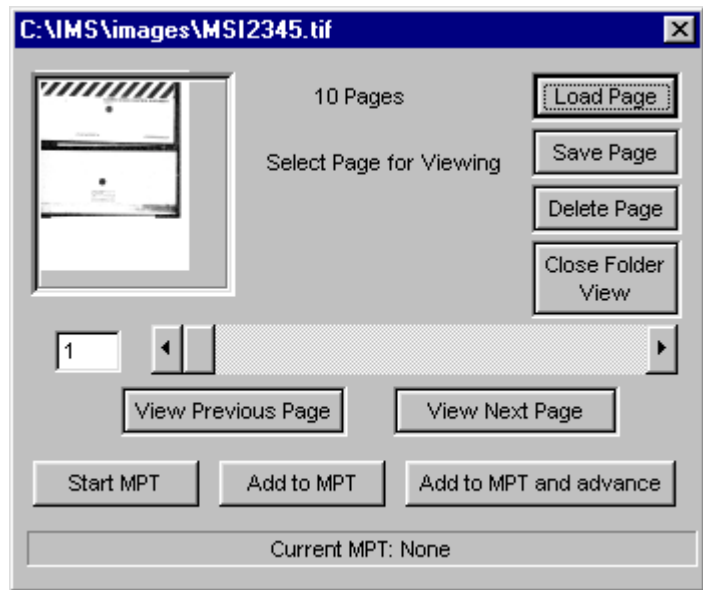 C:\IMS\images\MSI2345.tif
10 Pages
Load Page
Select Page for Viewing
Save Page
Delete Page
Close Folder
View
1
View Previous Page
View Next Page
Start MPT
Add to MPT
Add to MPT and advance
Current MPT: None